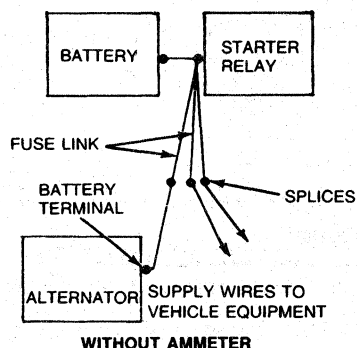 BATTERY
STARTER
RELAY
FUSE LINK
BATTERY
TERMINAL
SPLICES
ALTERNATOR
SUPPLY WIRES TO
VEHICLE EQUIPMENT
WITHOUT AMMETER